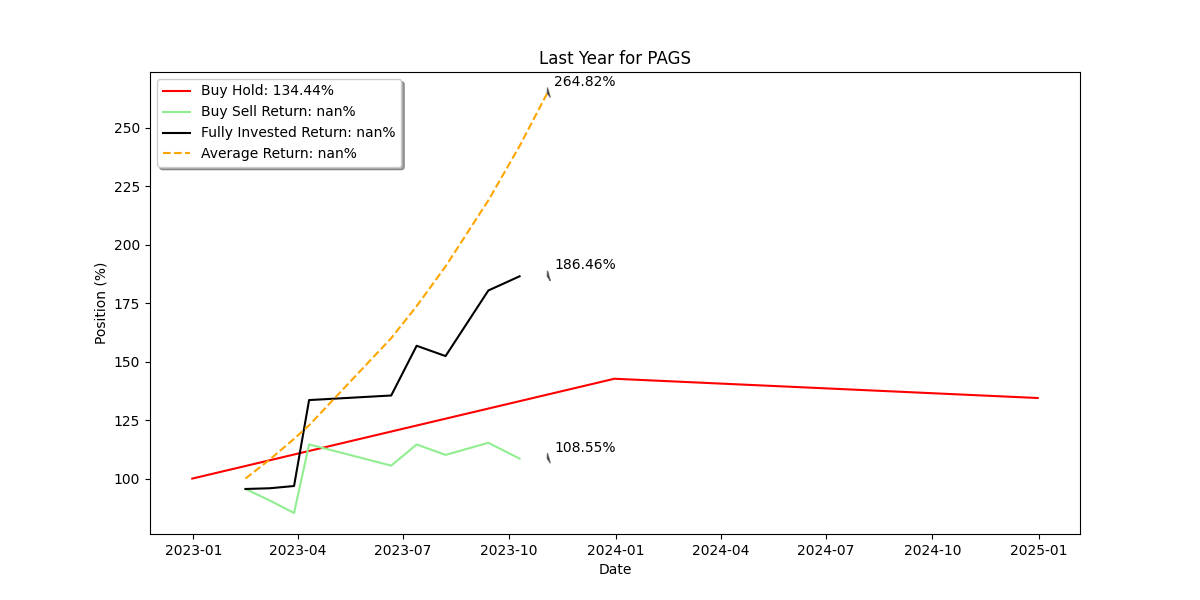 Last Year for PAGS
Buy Hold: 134.44%
Buy Sell Return: nan%
Fully Invested Return: nan%
Average Return: nan%
264.82%
186.46%
108.55%
Position (%)
250
225
200
175
150
125
100
2023-01 2023-04 2023-07 2023-10 2024-01 2024-04 2024-07 2024-10 2025-01
Date